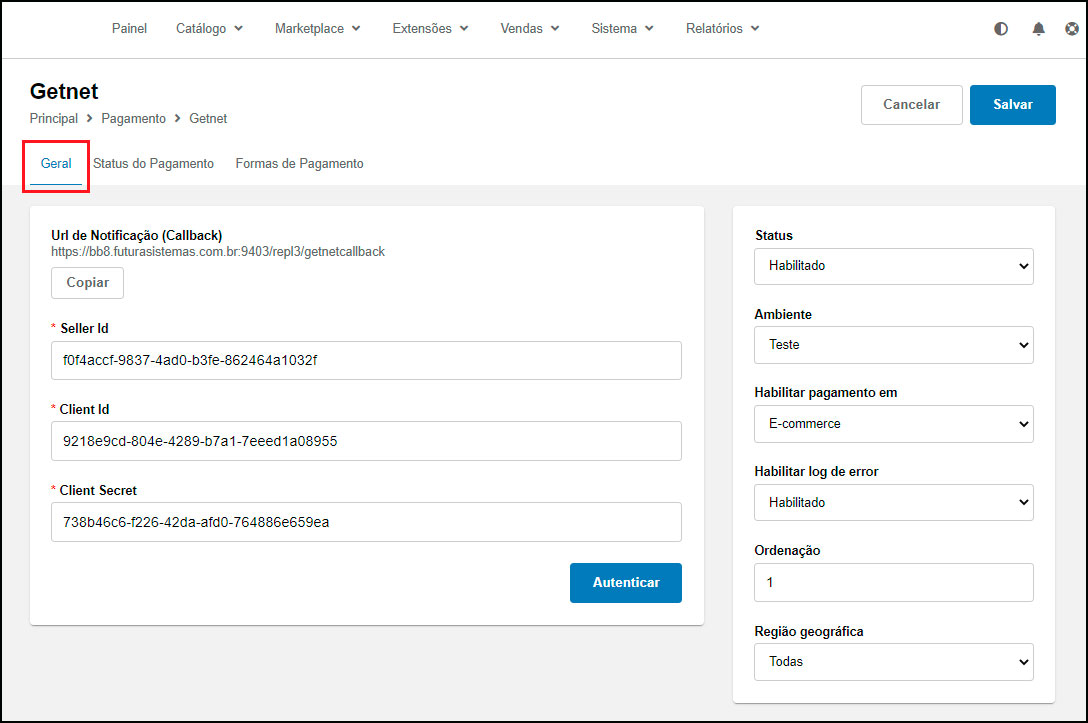 Painel Catálogo Marketplace Extensões Vendas Sistema Relatórios
Getnet
Principal > Pagamento > Getnet
Cancelar Salvar
Geral Status do Pagamento Formas de Pagamento
Url de Notificação (Callback)
https://bb8.futurasistemas.com.br:9403/repl3/getnetcallback
Copiar
* Seller Id
f0f4accf-9837-4ad0-b3fe-862464a1032f
* Client Id
9218e9cd-804e-4289-b7a1-7eeed1a08955
* Client Secret
738b46c6-f226-42da-afd0-764886e659ea
Autenticar
Status
Habilitado
Ambiente
Teste
Habilitar pagamento em
E-commerce
Habilitar log de error
Habilitado
Ordenação
1
Região geográfica
Todas